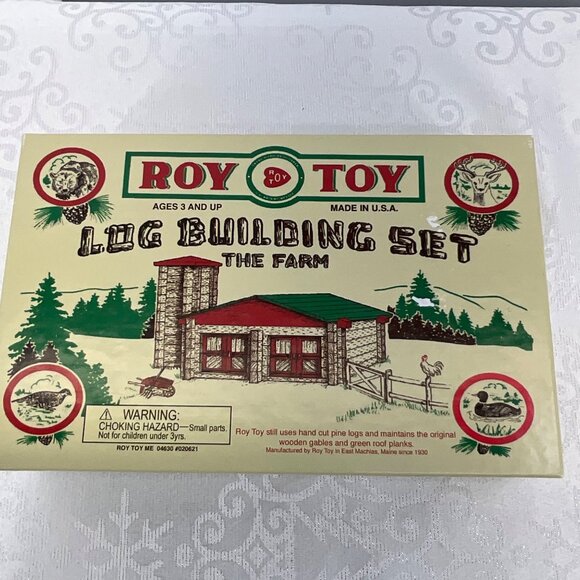 ROY TOY
R
TOY
AGES 3 AND UP
MADE IN U.S.A.
LOG BUILDING SET
THE FARM
WARNING:
CHOKING HAZARD—Small parts.
Not for children under 3yrs.
ROY TOY ME 04630 #020621
Roy Toy still uses hand cut pine logs and maintains the original
wooden gables and green roof planks.
Manufactured by Roy Toy in East Machias, Maine since 1930